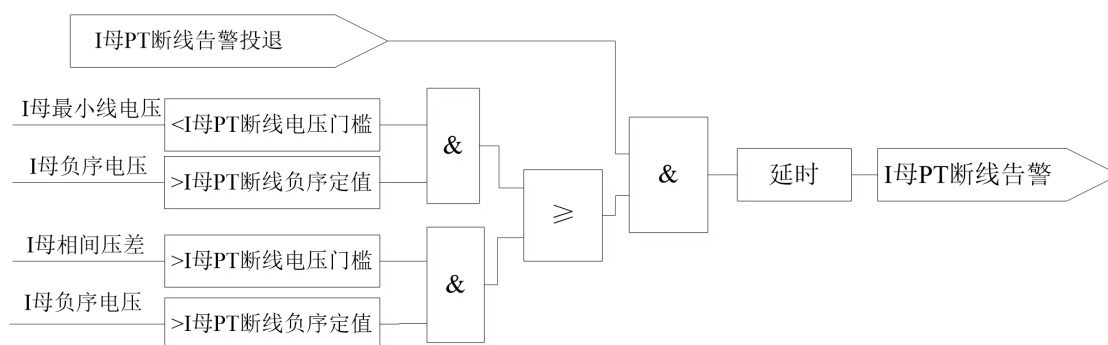 I母PT断线告警投退
I母最小线电压
<I母PT断线电压门槛
&
I母负序电压
>I母PT断线负序定值
&
延时
I母PT断线告警
≥
I母相间压差
>I母PT断线电压门槛
&
I母负序电压
>I母PT断线负序定值